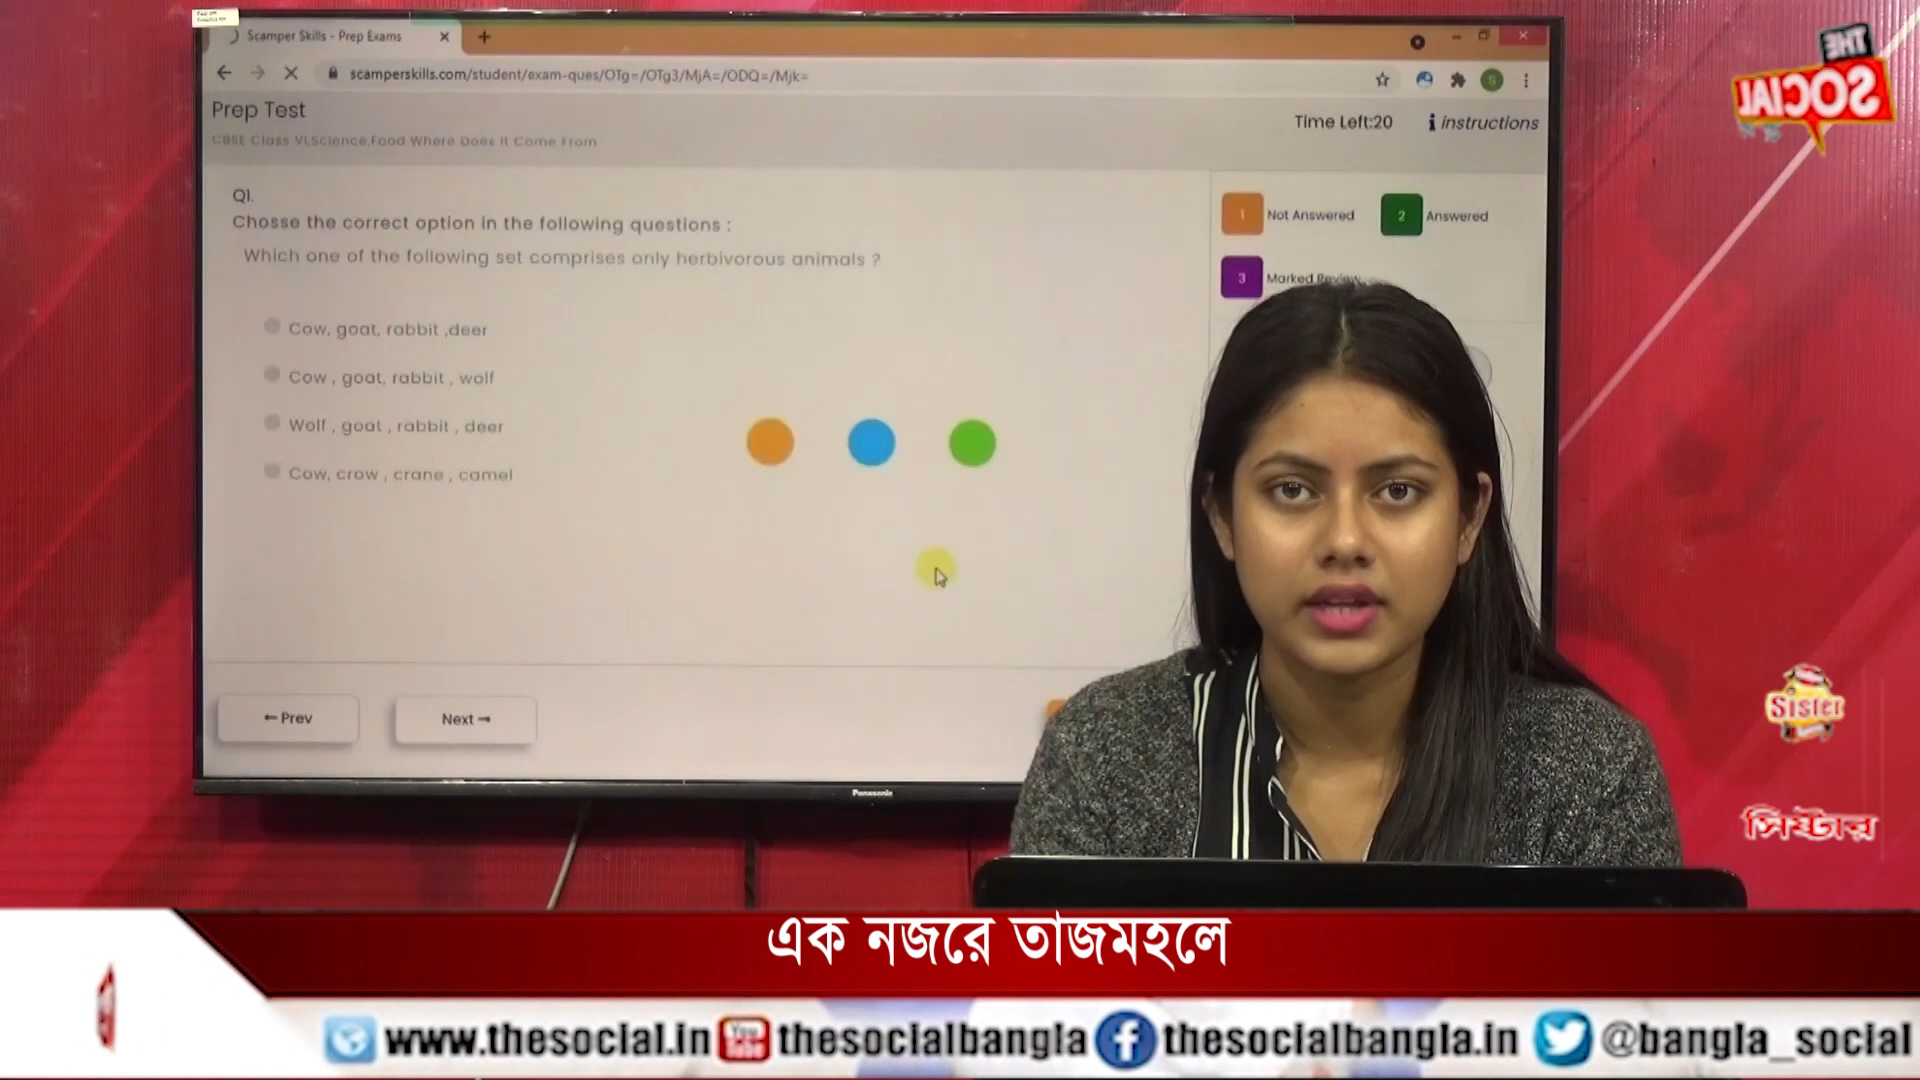 Scamper Skills - Prep Exams
scamperskills.com/student/exam-ques/OTg=/OTg3/MjA=/ODQ=/Mjk=
Prep Test
CBSE Class VI,Science,Food Where Does It Come From
Time Left:20
instructions
Q1.
Chosse the correct option in the following questions :
Which one of the following set comprises only herbivorous animals ?
Cow, goat, rabbit ,deer
Cow , goat, rabbit , wolf
Wolf , goat , rabbit , deer
Cow, crow , crane , camel
1 Not Answered
2 Answered
3 Marked Review
← Prev
Next →
Panasonic
THE
SOCIAL
Sister
সিষ্টার
এক নজরে তাজমহলে
www.thesocial.in
You
Tube
thesocialbangla
thesocialbangla.in
@bangla_social